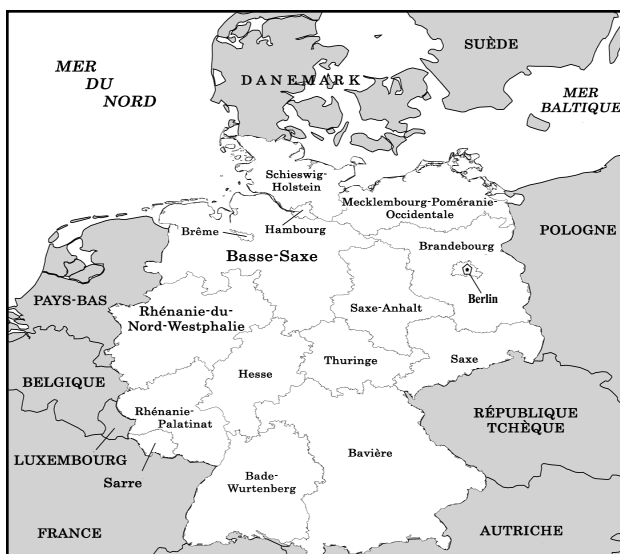 SUÈDE
MER
DU
NORD
DANEMARK
MER
BALTIQUE
Schieswig-
Holstein
Mecklembourg-Poméranie-
Occidentale
Hambourg
Brême
POLOGNE
Brandebourg
Basse-Saxe
Berlin
PAYS-BAS
Rhénanie-du-
Nord-Westphalie
Saxe-Anhalt
Thuringe
Saxe
Hesse
BELGIQUE
Rhénanie-
Palatinat
RÉPUBLIQUE
TCHÈQUE
LUXEMBOURG
Bavière
Sarre
Bade-
Wurtenberg
FRANCE
AUTRICHE